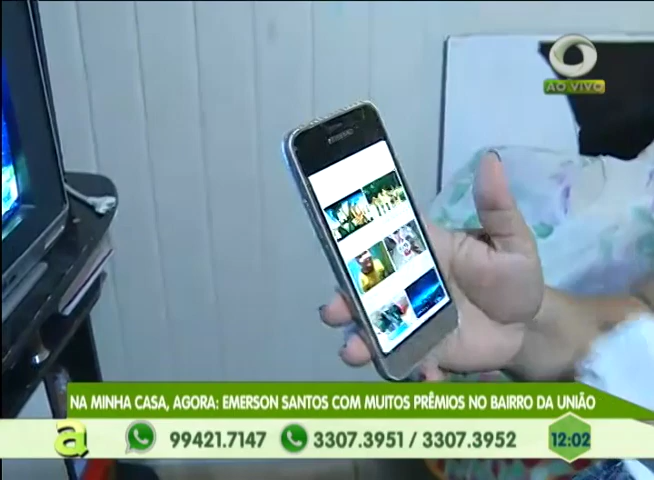 AO VIVO
SAMSUNG
NA MINHA CASA, AGORA: EMERSON SANTOS COM MUITOS PRÊMIOS NO BAIRRO DA UNIÃO
a 99421.7147 3307.3951 / 3307.3952 12:02